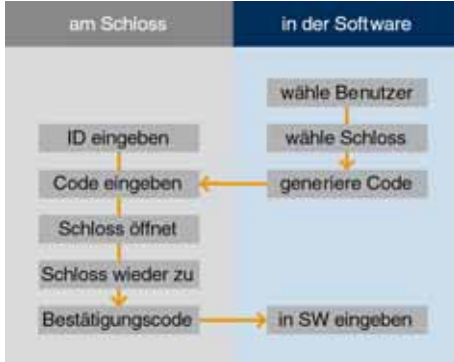 am Schloss
in der Software
wähle Benutzer
ID eingeben
wähle Schloss
Code eingeben
generiere Code
Schloss öffnet
Schloss wieder zu
Bestätigungscode
in SW eingeben